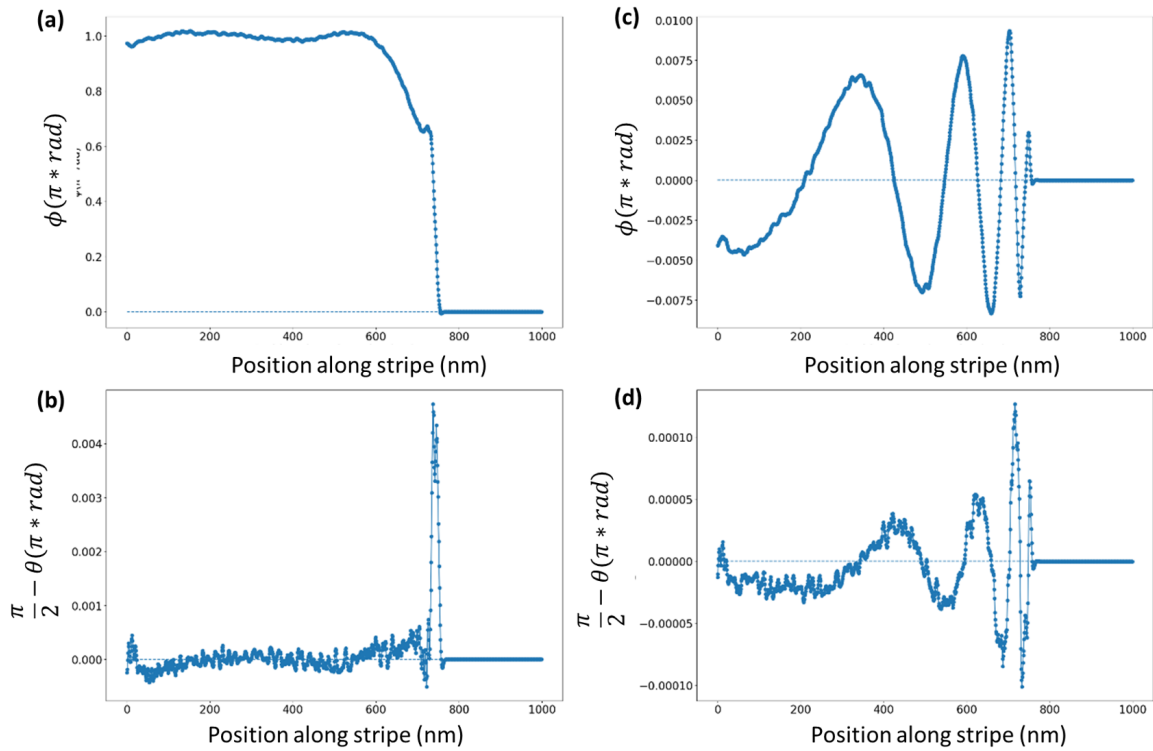 (a)
1.0
0.8
0.6
0.4
0.2
0.0
ϕ(π * rad)
0 200 400 600 800 1000
Position along stripe (nm)
(c)
0.0100
0.0075
0.0050
0.0025
0.0000
−0.0025
−0.0050
−0.0075
ϕ(π * rad)
0 200 400 600 800 1000
Position along stripe (nm)
(b)
0.004
0.003
0.002
0.001
0.000
π/2 − θ(π * rad)
0 200 400 600 800 1000
Position along stripe (nm)
(d)
0.00010
0.00005
0.00000
−0.00005
−0.00010
π/2 − θ(π * rad)
0 200 400 600 800 1000
Position along stripe (nm)